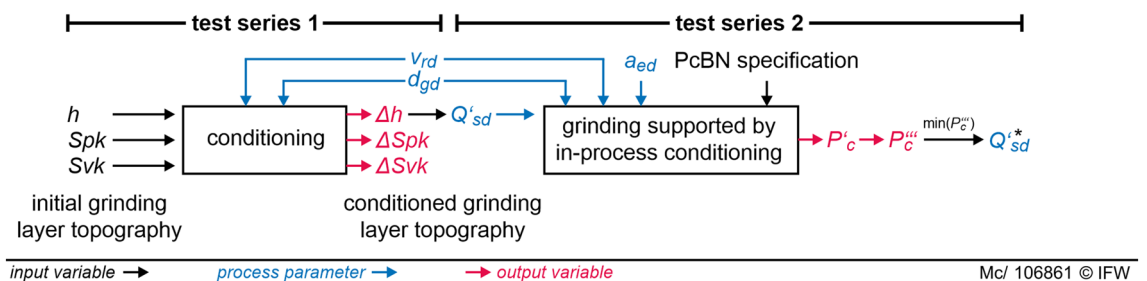 test series 1
test series 2
v_rd
d_gd
a_ed
PcBN specification
h
Spk
Svk
conditioning
Δh
ΔSpk
ΔSvk
Q‘_sd
grinding supported by
in-process conditioning
P‘_c
P_c‘‘‘
min(P_c‘‘‘)
Q‘_sd*
initial grinding
layer topography
conditioned grinding
layer topography
input variable
process parameter
output variable
Mc/ 106861 © IFW